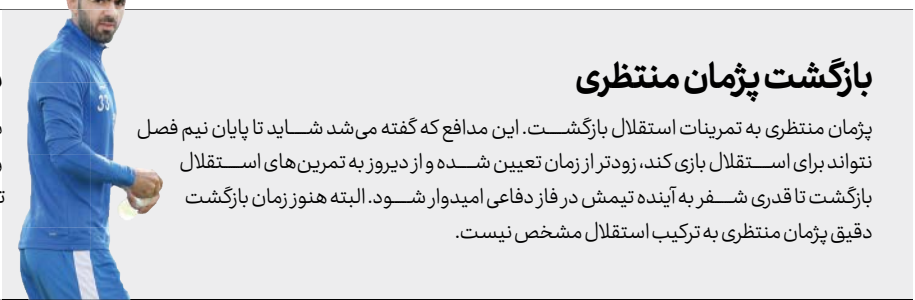 بازگشت پژمان منتظری
پژمان منتظری به تمرینات استقلال بازگشت. این مدافع که گفته می‌شد شاید تا پایان نیم فصل
نتواند برای استقلال بازی کند، زودتر از زمان تعیین شده و از دیروز به تمرین‌های استقلال
بازگشت تا قدری شفر به آینده تیمش در فاز دفاعی امیدوار شود. البته هنوز زمان بازگشت
دقیق پژمان منتظری به ترکیب استقلال مشخص نیست.
33